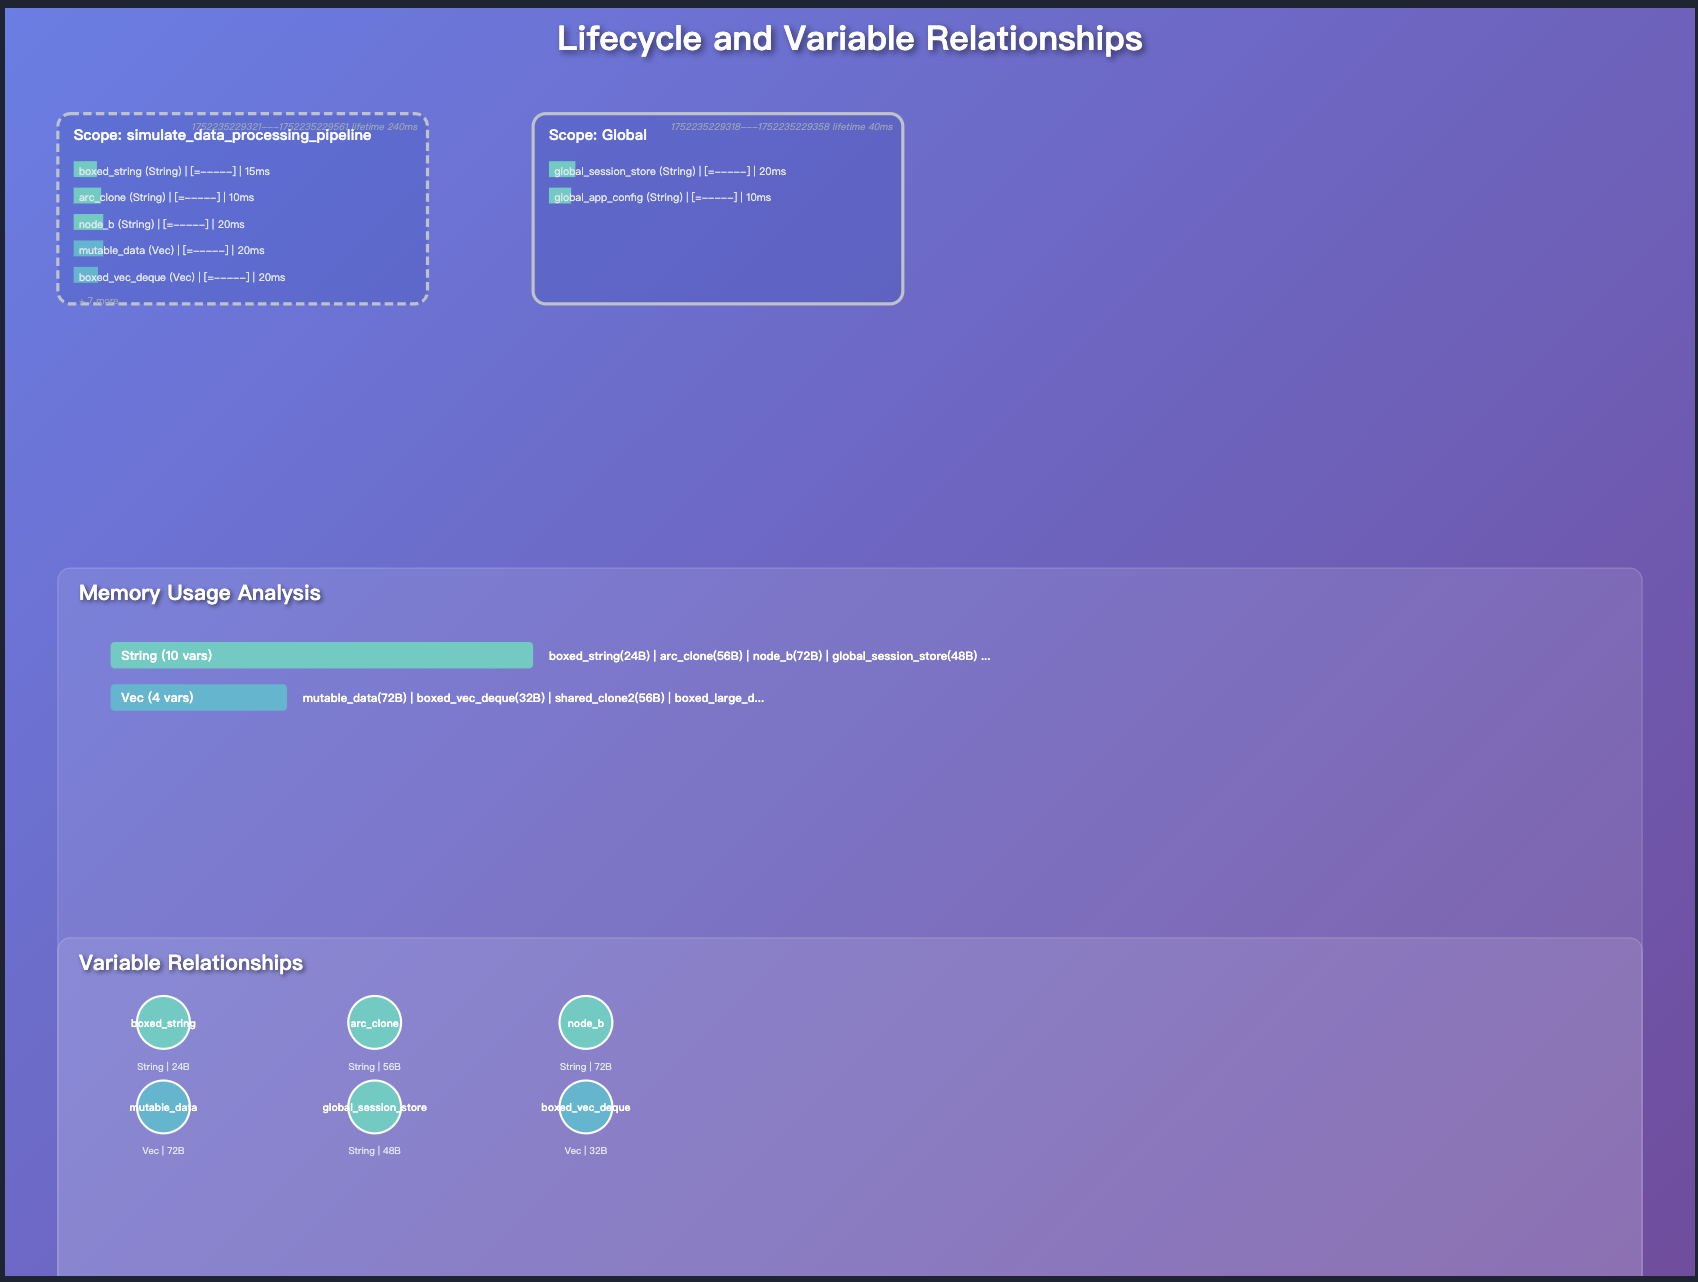 Lifecycle and Variable Relationships
1752235229321----1752235229561 lifetime 240ms
Scope: simulate_data_processing_pipeline
boxed_string (String) | [=-----] | 15ms
arc_clone (String) | [=-----] | 10ms
node_b (String) | [=-----] | 20ms
mutable_data (Vec) | [=-----] | 20ms
boxed_vec_deque (Vec) | [=-----] | 20ms
+ 7 more
1752235229318----1752235229358 lifetime 40ms
Scope: Global
global_session_store (String) | [=-----] | 20ms
global_app_config (String) | [=-----] | 10ms
Memory Usage Analysis
String (10 vars)
boxed_string(24B) | arc_clone(56B) | node_b(72B) | global_session_store(48B) ...
Vec (4 vars)
mutable_data(72B) | boxed_vec_deque(32B) | shared_clone2(56B) | boxed_large_d...
Variable Relationships
boxed_string
arc_clone
node_b
String | 24B
String | 56B
String | 72B
mutable_data
global_session_store
boxed_vec_deque
Vec | 72B
String | 48B
Vec | 32B